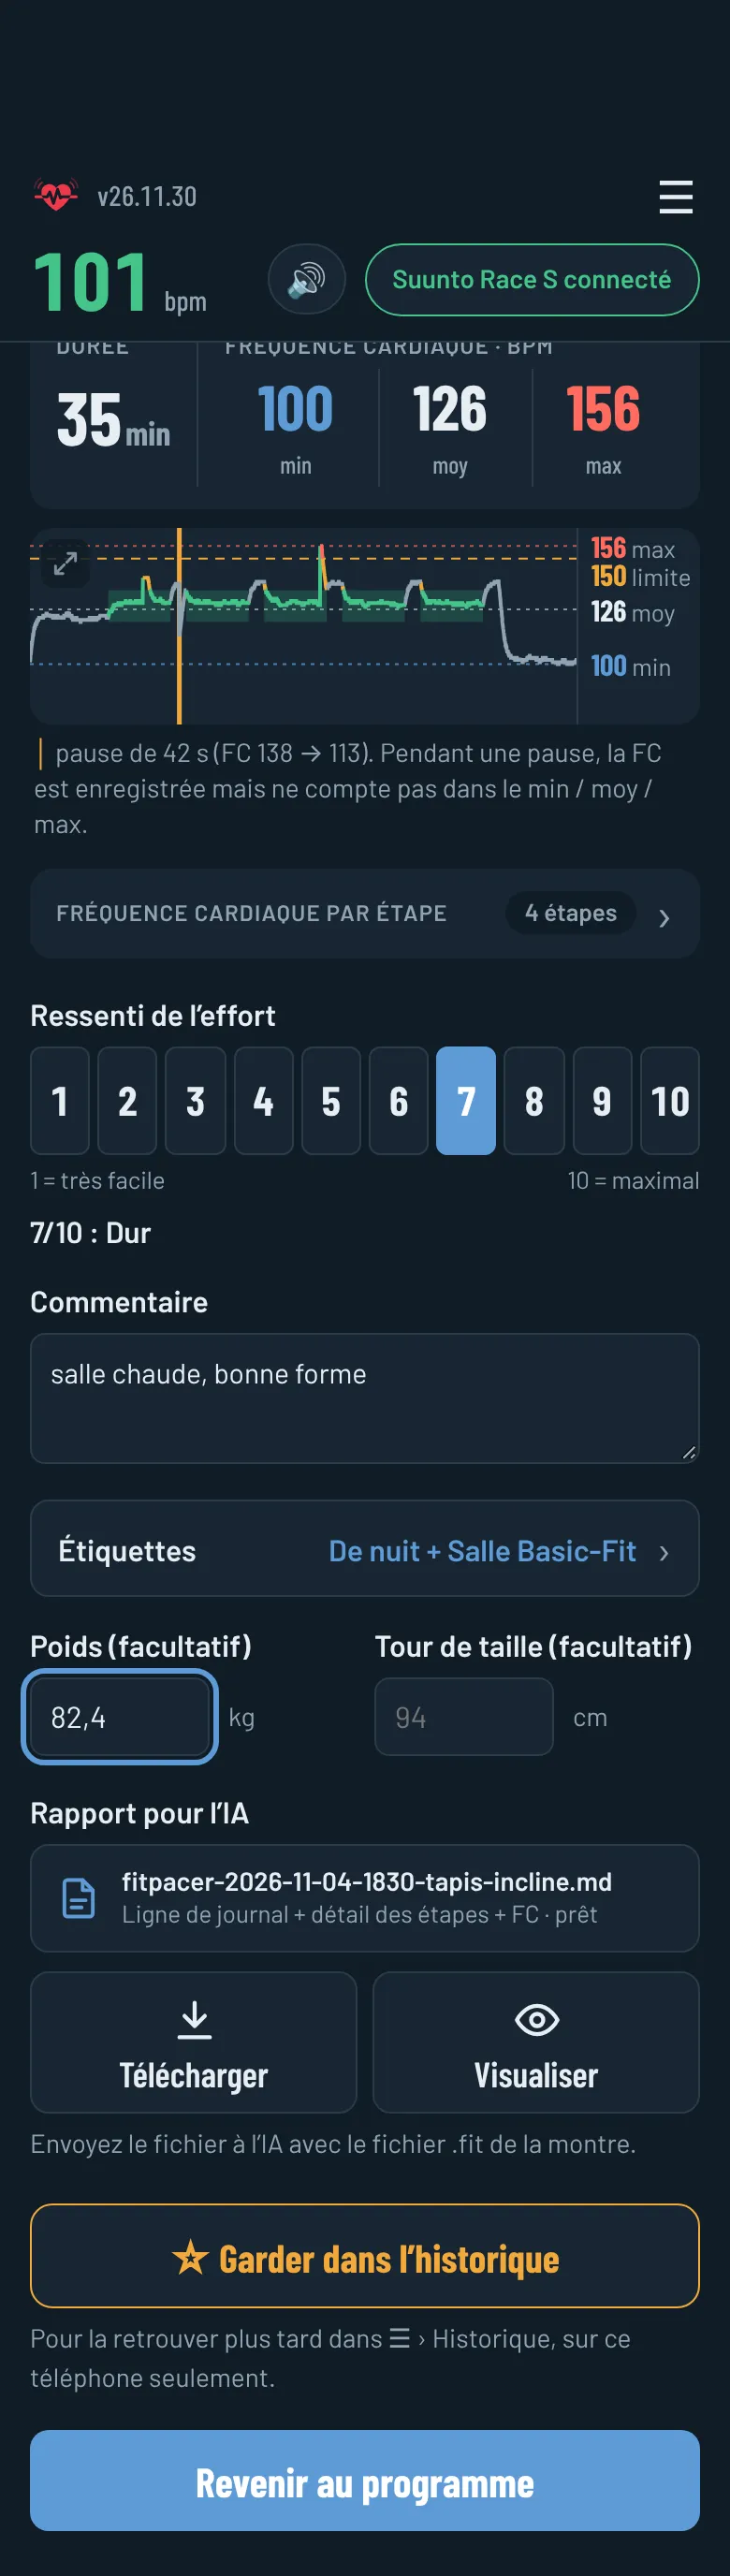 v26.11.30
101 bpm
Suunto Race S connecté
DURÉE
FRÉQUENCE CARDIAQUE · BPM
35 min
100
min
126
moy
156
max
156 max
150 limite
126 moy
100 min
pause de 42 s (FC 138 → 113). Pendant une pause, la FC
est enregistrée mais ne compte pas dans le min / moy /
max.
FRÉQUENCE CARDIAQUE PAR ÉTAPE
4 étapes ›
Ressenti de l’effort
1 2 3 4 5 6 7 8 9 10
1 = très facile
10 = maximal
7/10 : Dur
Commentaire
salle chaude, bonne forme
Étiquettes
De nuit + Salle Basic-Fit ›
Poids (facultatif)
82,4 kg
Tour de taille (facultatif)
94 cm
Rapport pour l’IA
fitpacer-2026-11-04-1830-tapis-incline.md
Ligne de journal + détail des étapes + FC · prêt
Télécharger
Visualiser
Envoyez le fichier à l’IA avec le fichier .fit de la montre.
Garder dans l’historique
Pour la retrouver plus tard dans ☰ › Historique, sur ce
téléphone seulement.
Revenir au programme